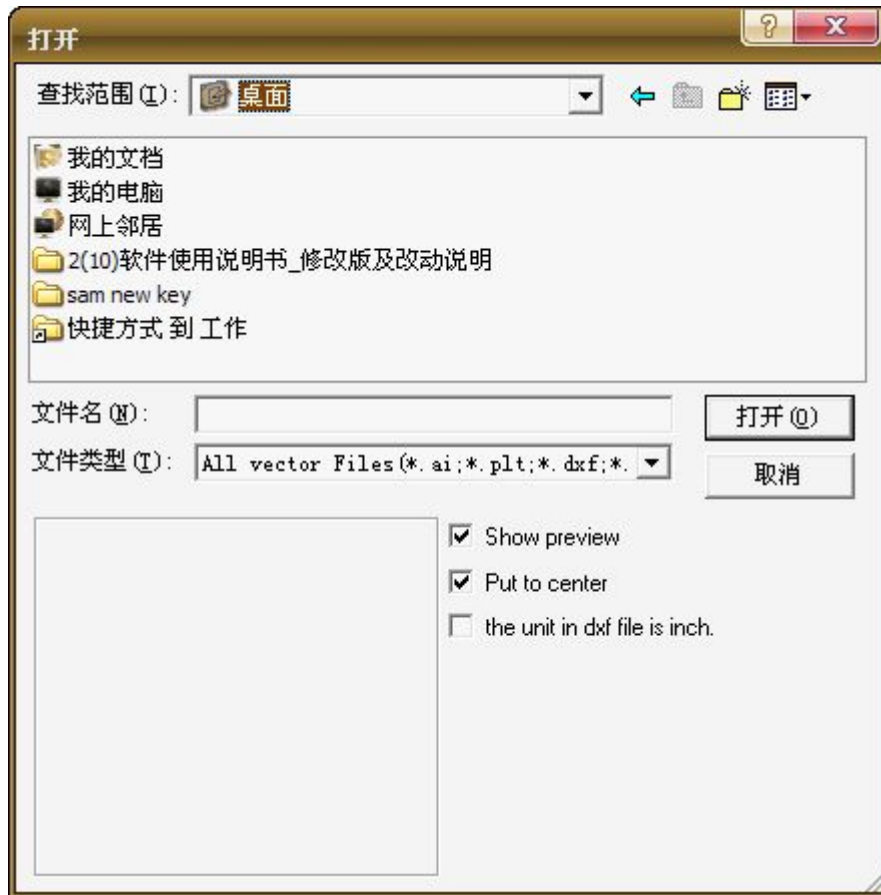 打开
查找范围(I): 桌面
我的文档
我的电脑
网上邻居
2(10)软件使用说明书_修改版及改动说明
sam new key
快捷方式 到 工作
文件名(N):
打开(O)
文件类型(T): All vector Files(*.ai;*.plt;*.dxf;*.
取消
Show preview
Put to center
the unit in dxf file is inch.